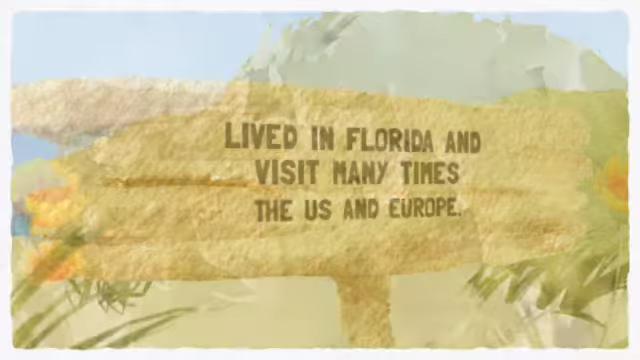 LIVED IN FLORIDA AND
VISIT MANY TIMES
THE US AND EUROPE.